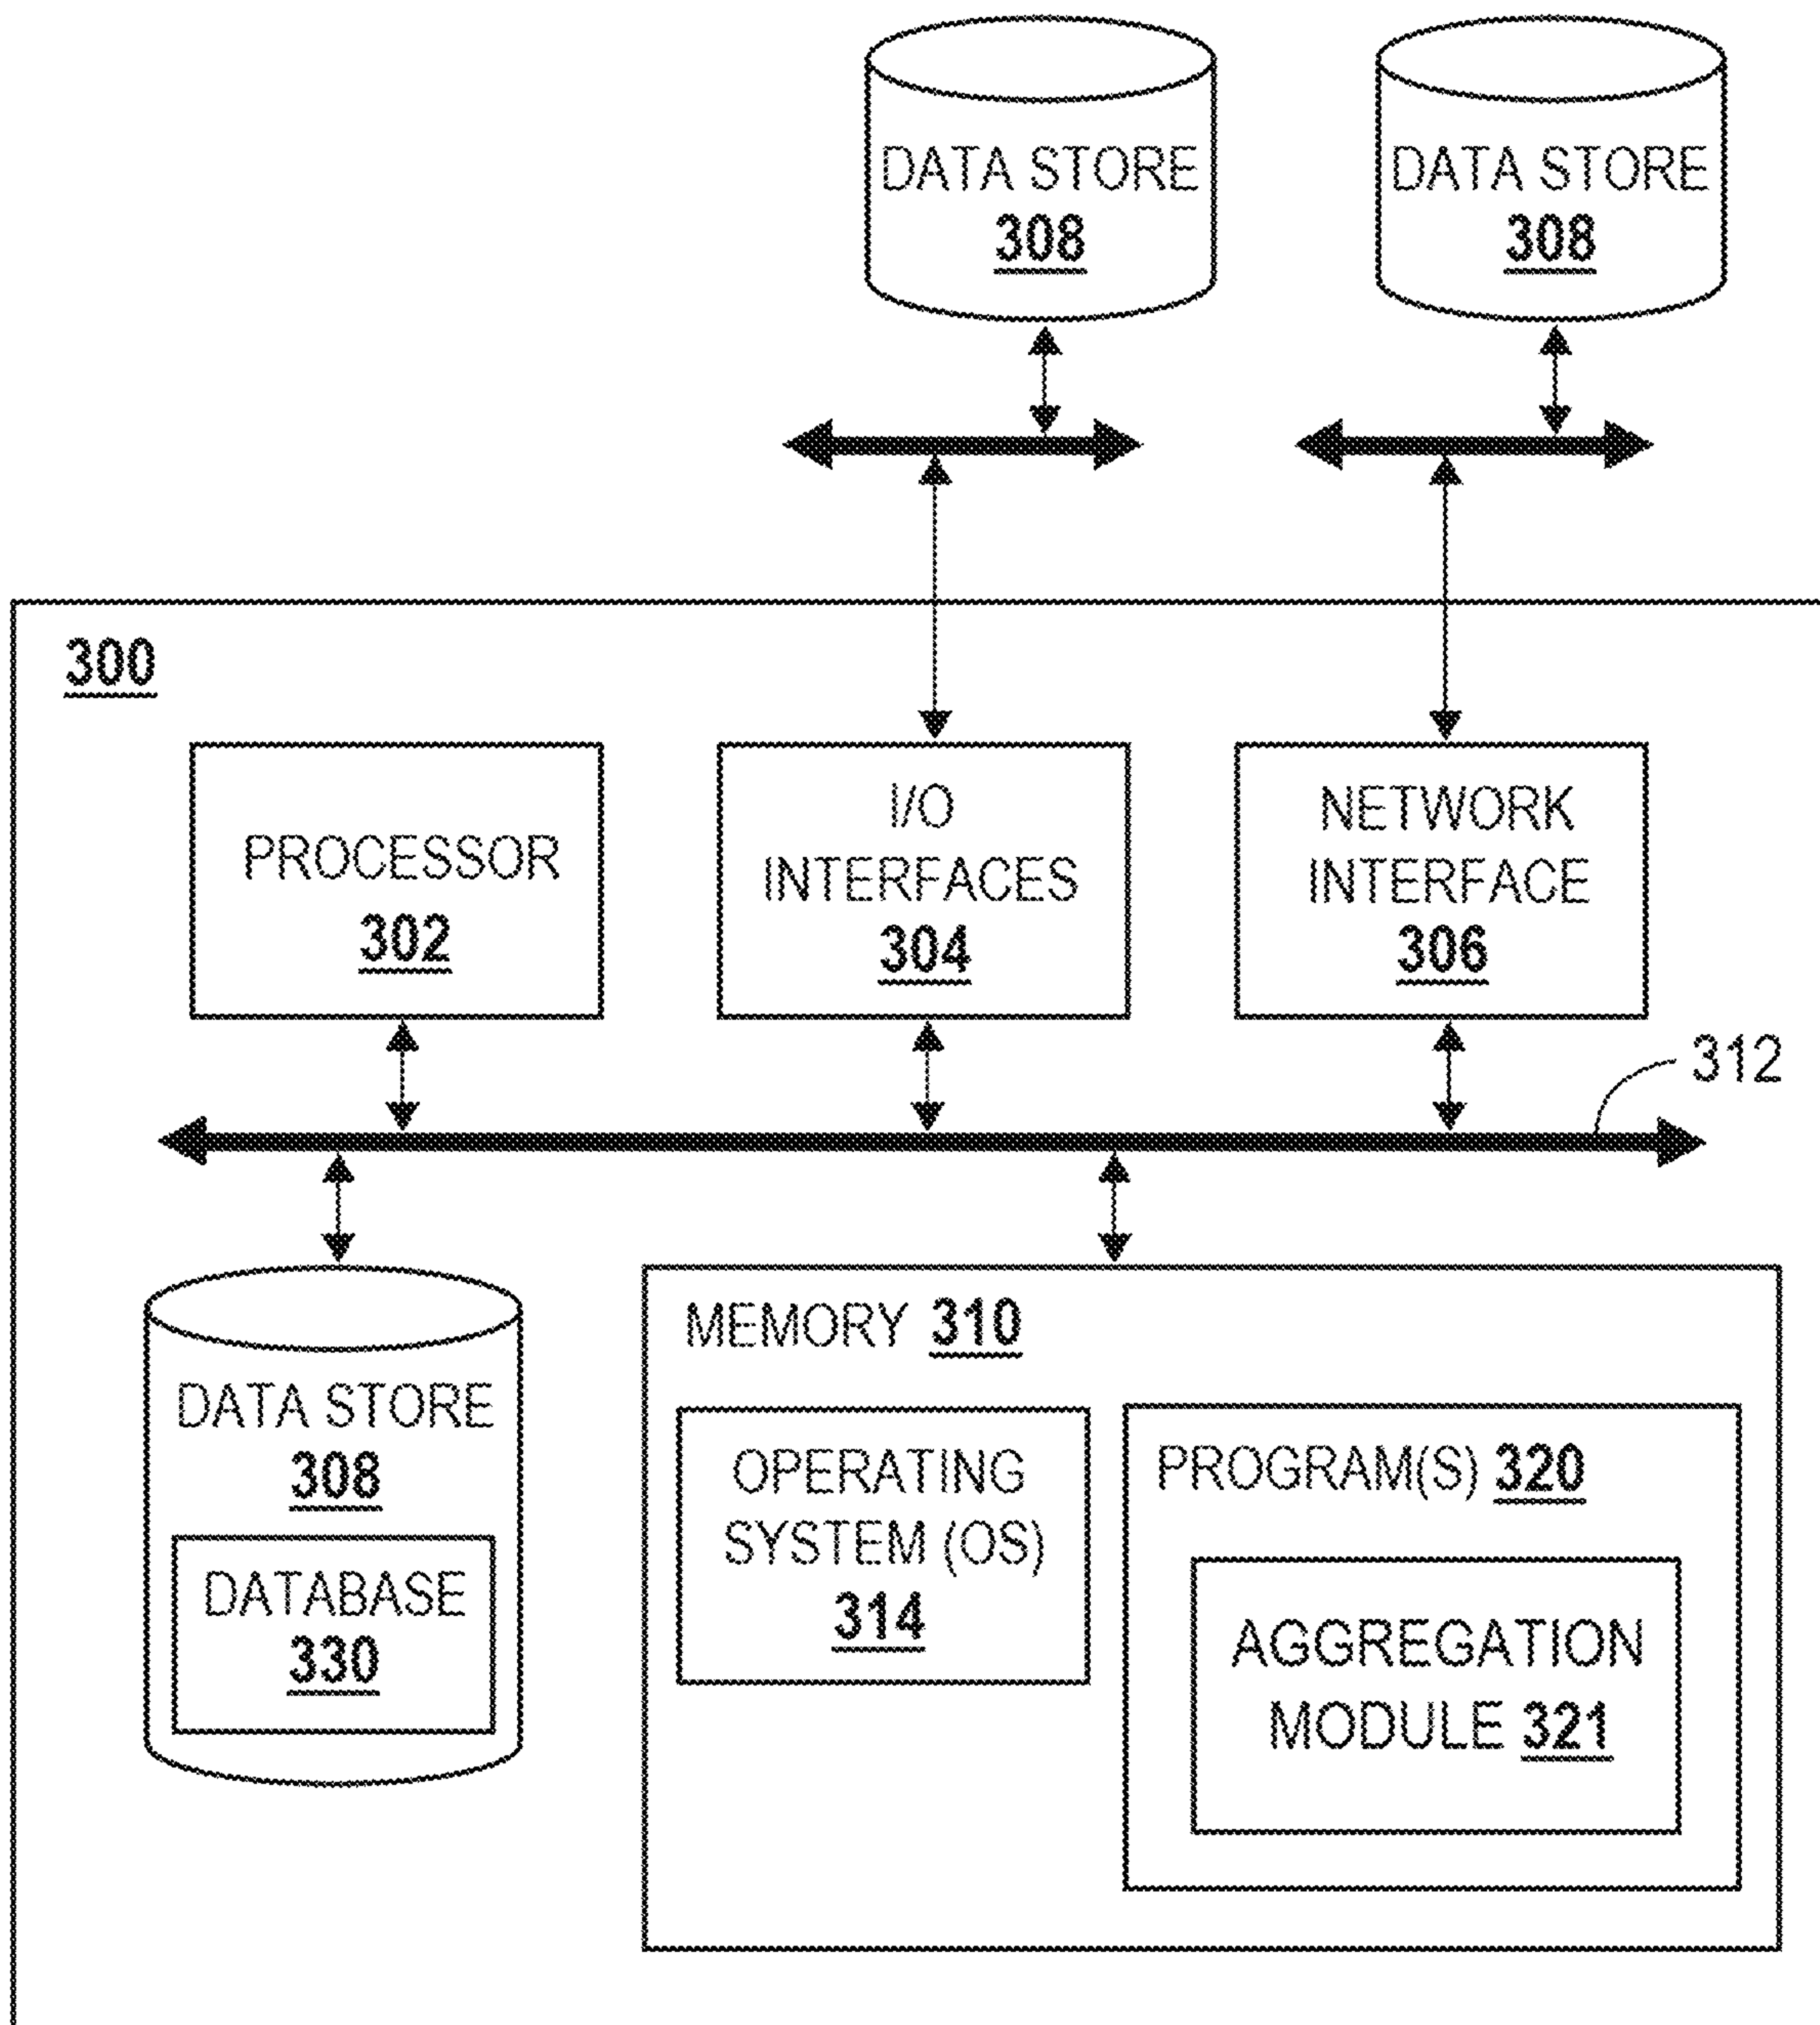 DATA STORE
308
DATA STORE
308
300
PROCESSOR
302
I/O
INTERFACES
304
NETWORK
INTERFACE
306
312
DATA STORE
308
DATABASE
330
MEMORY 310
OPERATING
SYSTEM (OS)
314
PROGRAM(S) 320
AGGREGATION
MODULE 321